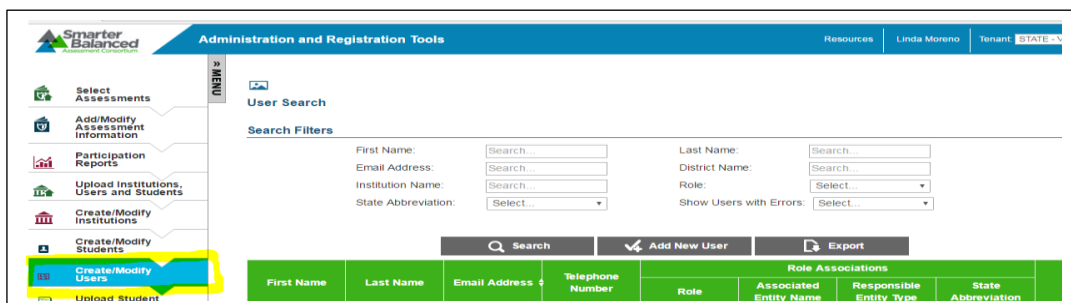 Smarter
Balanced
Assessment Consortium
Administration and Registration Tools
Resources
Linda Moreno
Tenant: STATE - V
» MENU
Select
Assessments
Add/Modify
Assessment
Information
Participation
Reports
Upload Institutions,
Users and Students
Create/Modify
Institutions
Create/Modify
Students
Create/Modify
Users
Upload Student
User Search
Search Filters
First Name: Search... Last Name: Search...
Email Address: Search... District Name: Search...
Institution Name: Search... Role: Select...
State Abbreviation: Select... Show Users with Errors: Select...
Search Add New User Export
Role Associations
First Name Last Name Email Address Telephone
Number
Role Associated
Entity Name Responsible
Entity Type State
Abbreviation